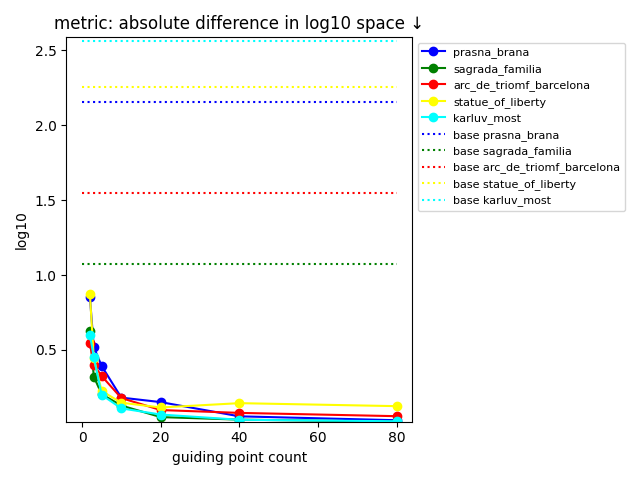 metric: absolute difference in log10 space ↓
log10
2.5
2.0
1.5
1.0
0.5
0
20
40
60
80
guiding point count
prasna_brana
sagrada_familia
arc_de_triomf_barcelona
statue_of_liberty
karluv_most
base prasna_brana
base sagrada_familia
base arc_de_triomf_barcelona
base statue_of_liberty
base karluv_most